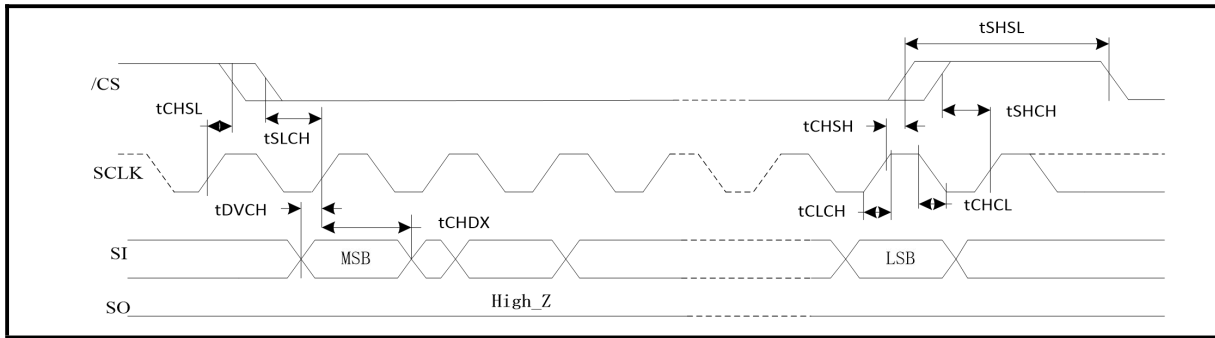 tSHSL
/CS
tCHSL
tSLCH
tCHSH
tSHCH
SCLK
tDVCH
tCHDX
tCLCH
tCHCL
SI
MSB
LSB
SO
High_Z